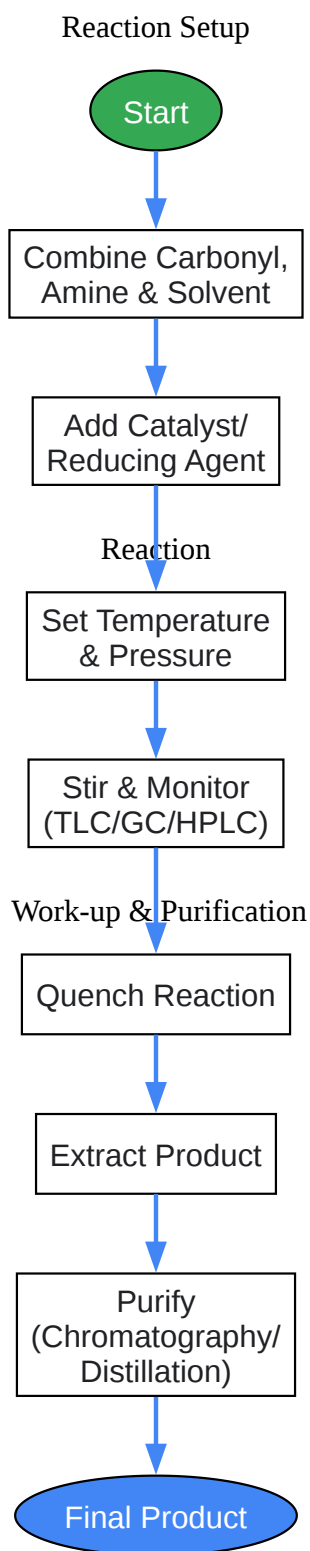 Reaction Setup
Start
Combine Carbonyl,
Amine & Solvent
Add Catalyst/
Reducing Agent
Reaction
Set Temperature
& Pressure
Stir & Monitor
(TLC/GC/HPLC)
Work-up & Purification
Quench Reaction
Extract Product
Purify
(Chromatography/
Distillation)
Final Product